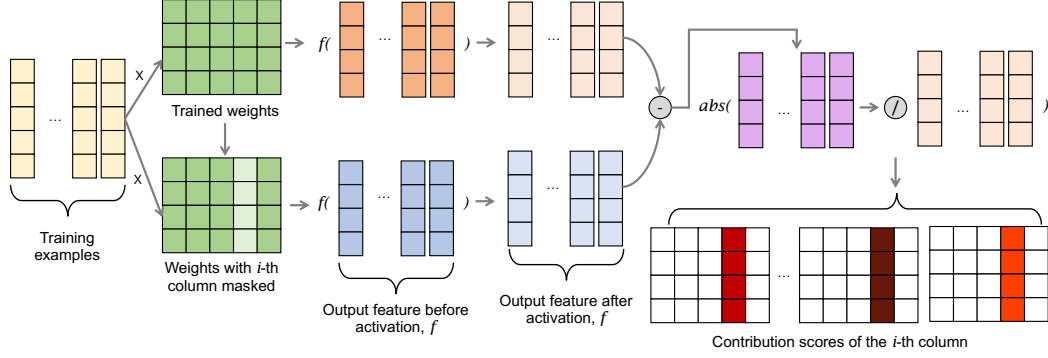 f(
...
)
...
X
...
Trained weights
-
abs(
...
/
...
)
X
f(
...
)
...
Training
examples
Weights with i-th
column masked
Output feature before
activation, f
Output feature after
activation, f
...
Contribution scores of the i-th column